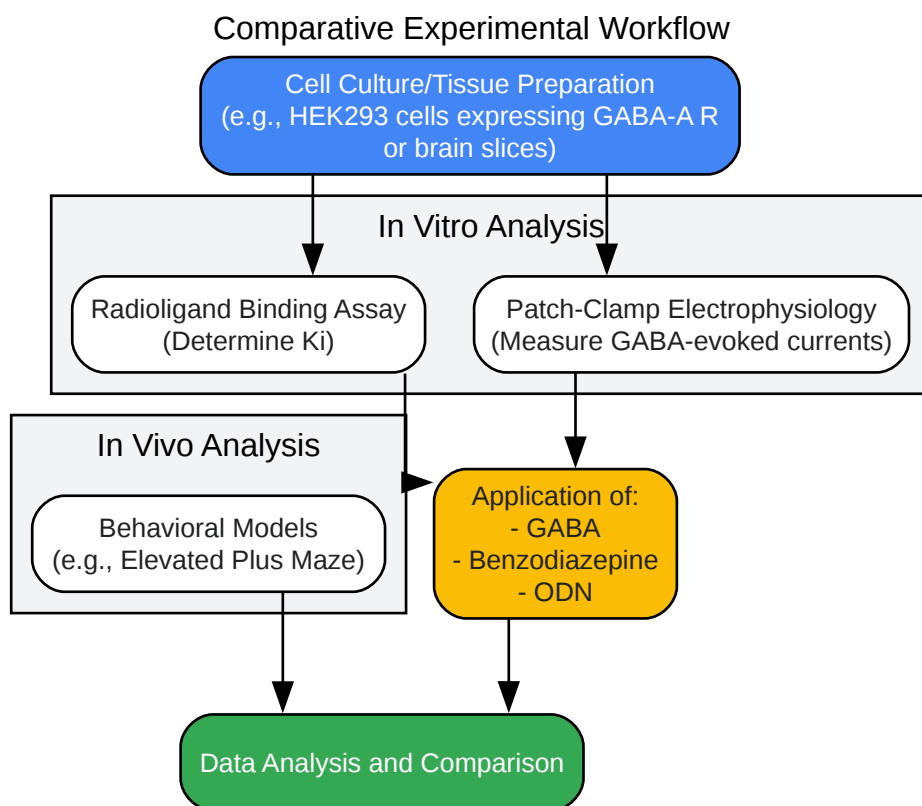 Comparative Experimental Workflow
Cell Culture/Tissue Preparation
(e.g., HEK293 cells expressing GABA-A R
or brain slices)
In Vitro Analysis
Radioligand Binding Assay
(Determine Ki)
Patch-Clamp Electrophysiology
(Measure GABA-evoked currents)
In Vivo Analysis
Behavioral Models
(e.g., Elevated Plus Maze)
Application of:
- GABA
- Benzodiazepine
- ODN
Data Analysis and Comparison